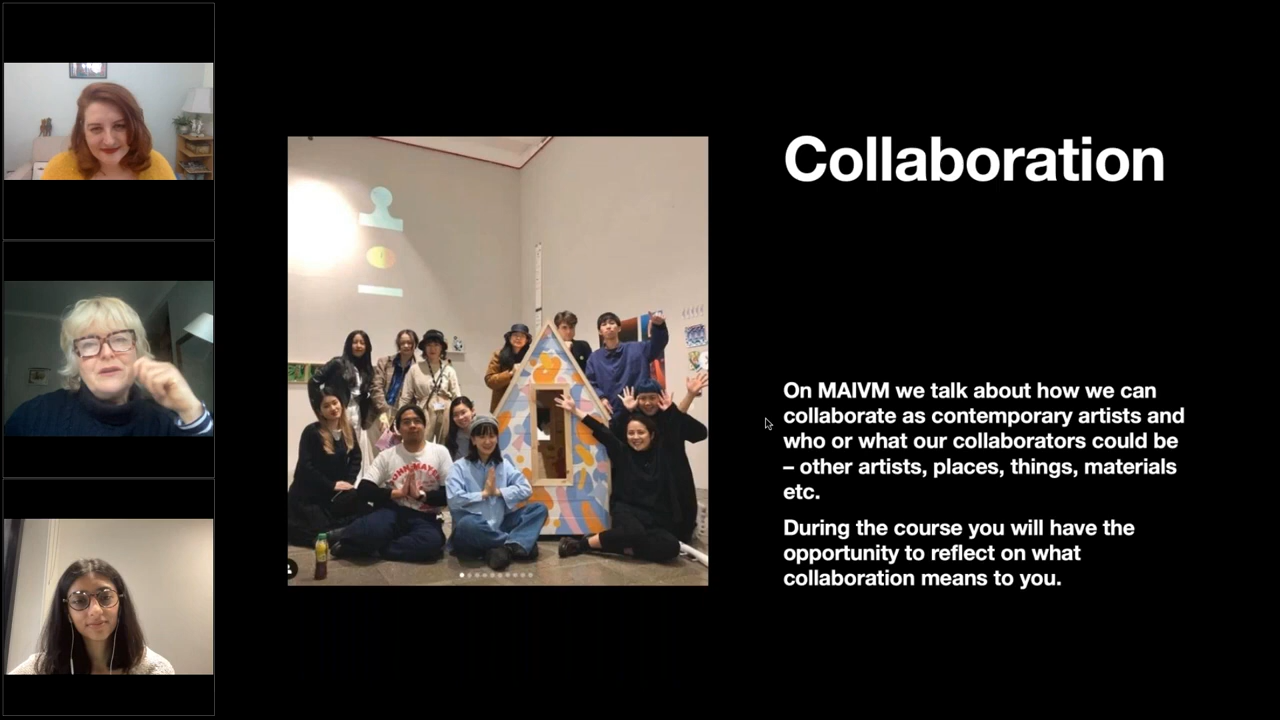 Collaboration
On MAIVM we talk about how we can
collaborate as contemporary artists and
who or what our collaborators could be
– other artists, places, things, materials
etc.
During the course you will have the
opportunity to reflect on what
collaboration means to you.